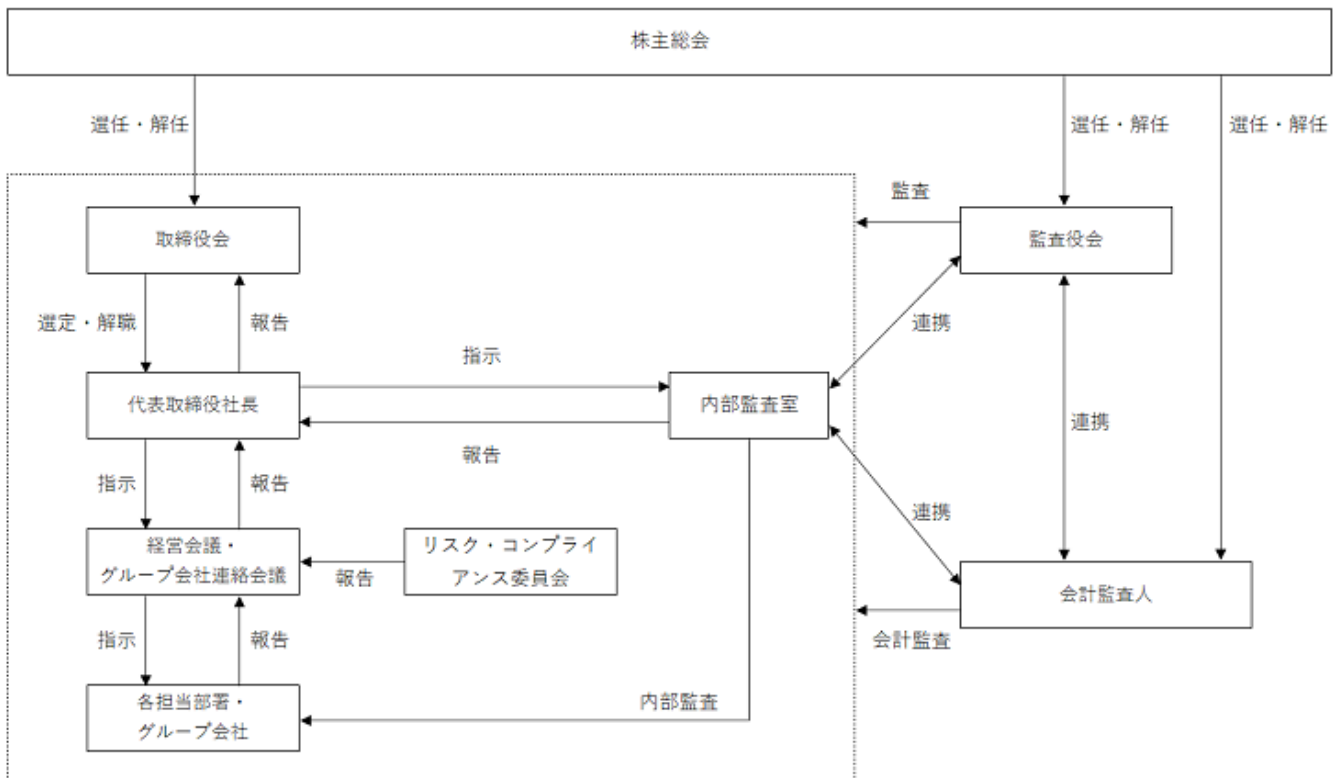 株主総会
選任・解任
選任・解任
選任・解任
監査
取締役会
監査役会
選定・解職
報告
連携
指示
代表取締役社長
内部監査室
連携
報告
指示
報告
連携
経営会議・
グループ会社連絡会議
リスク・コンプライ
アンス委員会
報告
会計監査人
指示
報告
会計監査
各担当部署・
グループ会社
内部監査